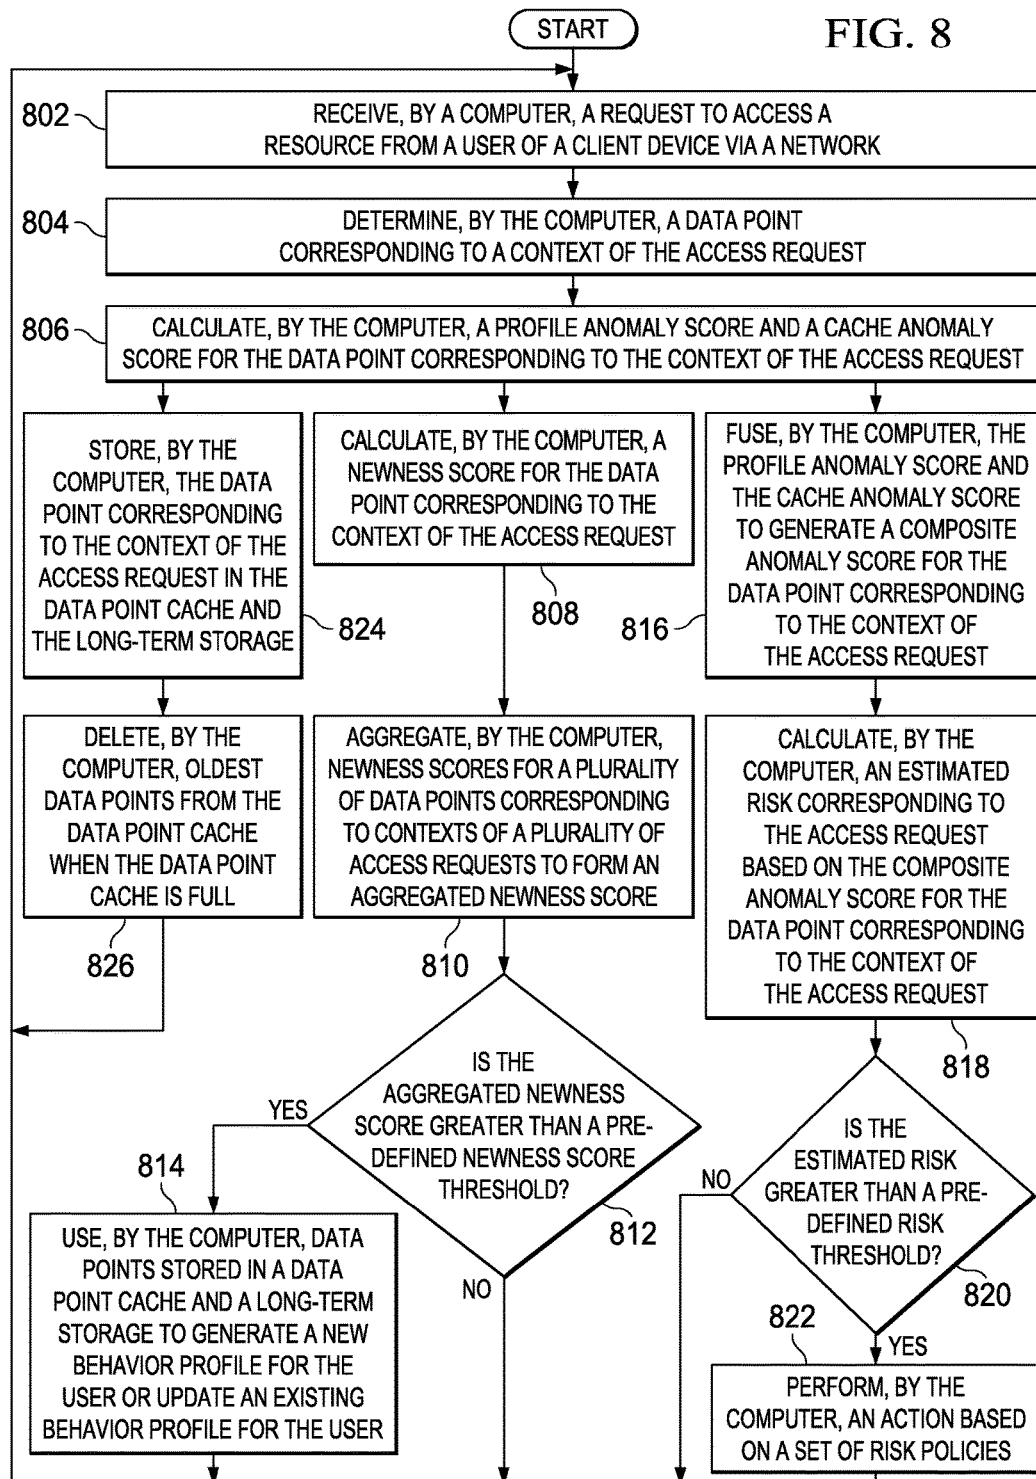 START
FIG. 8
802
RECEIVE, BY A COMPUTER, A REQUEST TO ACCESS A
RESOURCE FROM A USER OF A CLIENT DEVICE VIA A NETWORK
804
DETERMINE, BY THE COMPUTER, A DATA POINT
CORRESPONDING TO A CONTEXT OF THE ACCESS REQUEST
806
CALCULATE, BY THE COMPUTER, A PROFILE ANOMALY SCORE AND A CACHE ANOMALY
SCORE FOR THE DATA POINT CORRESPONDING TO THE CONTEXT OF THE ACCESS REQUEST
STORE, BY THE
COMPUTER, THE DATA
POINT CORRESPONDING
TO THE CONTEXT OF THE
ACCESS REQUEST IN THE
DATA POINT CACHE AND
THE LONG-TERM STORAGE
824
DELETE, BY THE
COMPUTER, OLDEST
DATA POINTS FROM THE
DATA POINT CACHE
WHEN THE DATA POINT
CACHE IS FULL
826
CALCULATE, BY THE COMPUTER, A
NEWNESS SCORE FOR THE DATA
POINT CORRESPONDING TO THE
CONTEXT OF THE ACCESS REQUEST
808
AGGREGATE, BY THE COMPUTER,
NEWNESS SCORES FOR A PLURALITY
OF DATA POINTS CORRESPONDING
TO CONTEXTS OF A PLURALITY OF
ACCESS REQUESTS TO FORM AN
AGGREGATED NEWNESS SCORE
810
IS THE
AGGREGATED NEWNESS
SCORE GREATER THAN A PRE-
DEFINED NEWNESS SCORE
THRESHOLD?
812
YES
NO
814
USE, BY THE COMPUTER, DATA
POINTS STORED IN A DATA
POINT CACHE AND A LONG-TERM
STORAGE TO GENERATE A NEW
BEHAVIOR PROFILE FOR THE
USER OR UPDATE AN EXISTING
BEHAVIOR PROFILE FOR THE USER
FUSE, BY THE COMPUTER, THE
PROFILE ANOMALY SCORE AND
THE CACHE ANOMALY SCORE
TO GENERATE A COMPOSITE
ANOMALY SCORE FOR THE
DATA POINT CORRESPONDING
TO THE CONTEXT OF
THE ACCESS REQUEST
816
CALCULATE, BY THE
COMPUTER, AN ESTIMATED
RISK CORRESPONDING TO
THE ACCESS REQUEST
BASED ON THE COMPOSITE
ANOMALY SCORE FOR THE
DATA POINT CORRESPONDING
TO THE CONTEXT OF
THE ACCESS REQUEST
818
IS THE
ESTIMATED RISK
GREATER THAN A PRE-
DEFINED RISK
THRESHOLD?
820
NO
YES
822
PERFORM, BY THE
COMPUTER, AN ACTION BASED
ON A SET OF RISK POLICIES